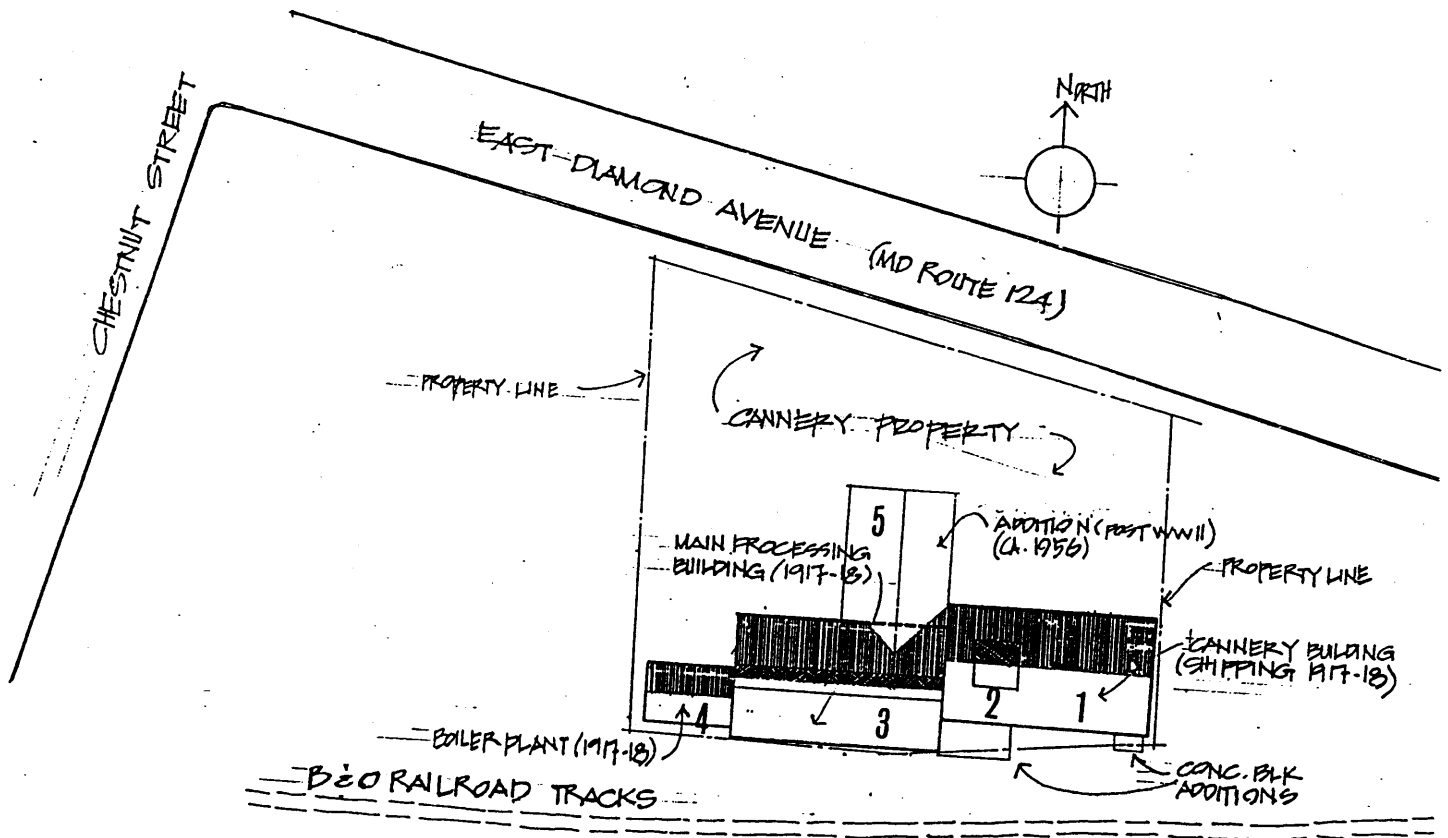 NORTH
CHESTNUT STREET
EAST DIAMOND AVENUE (MD ROUTE 124)
PROPERTY LINE
CANNERY PROPERTY
5
ADDITION (POST WWII)
(CA. 1956)
MAIN PROCESSING
BUILDING (1917-18)
PROPERTY LINE
CANNERY BUILDING
(SHIPPING 1917-18)
2
1
3
4
BOILER PLANT (1917-18)
CONC. BLK
ADDITIONS
B & O RAILROAD TRACKS